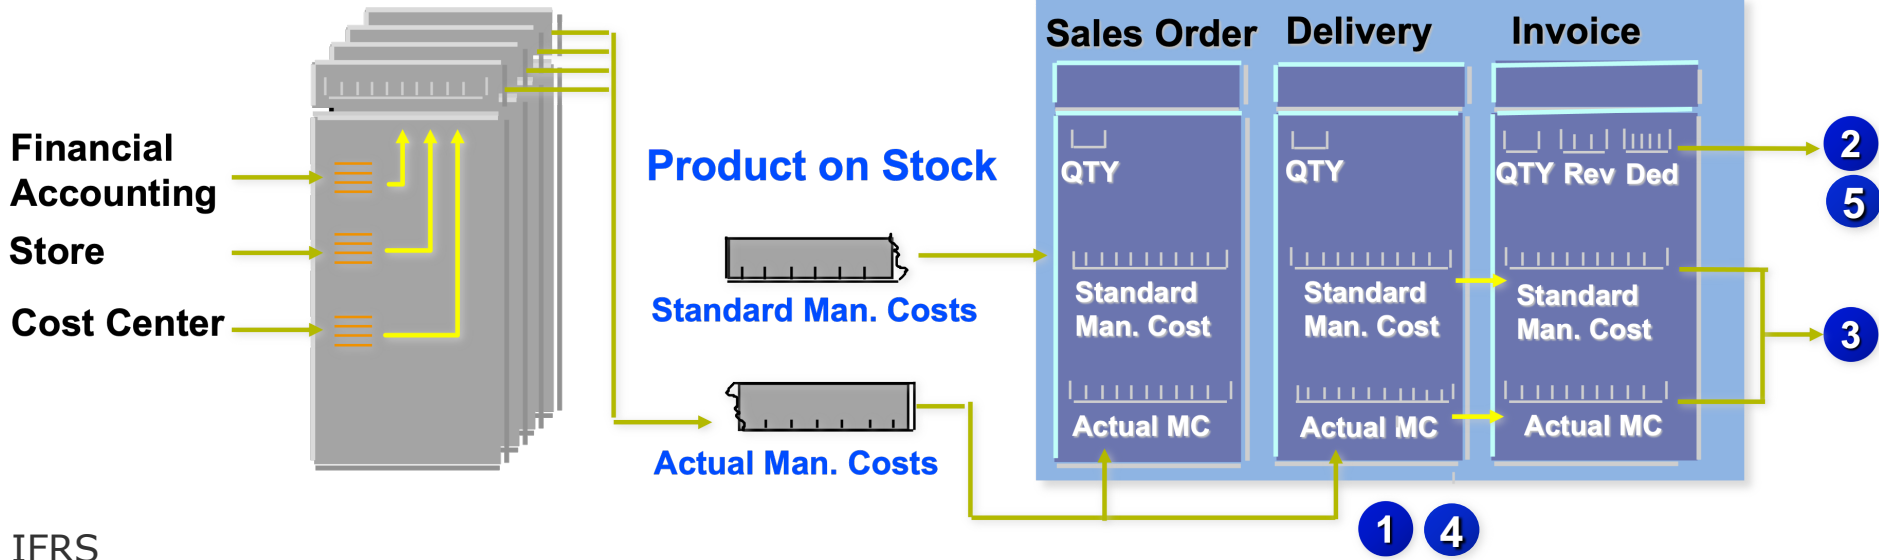 Sales Order
Delivery
Invoice
Financial
Accounting
Store
Cost Center
Product on Stock
Standard Man. Costs
Actual Man. Costs
QTY
Standard
Man. Cost
Actual MC
QTY
Standard
Man. Cost
Actual MC
QTY Rev Ded
Standard
Man. Cost
Actual MC
2
5
3
1 4
IFRS